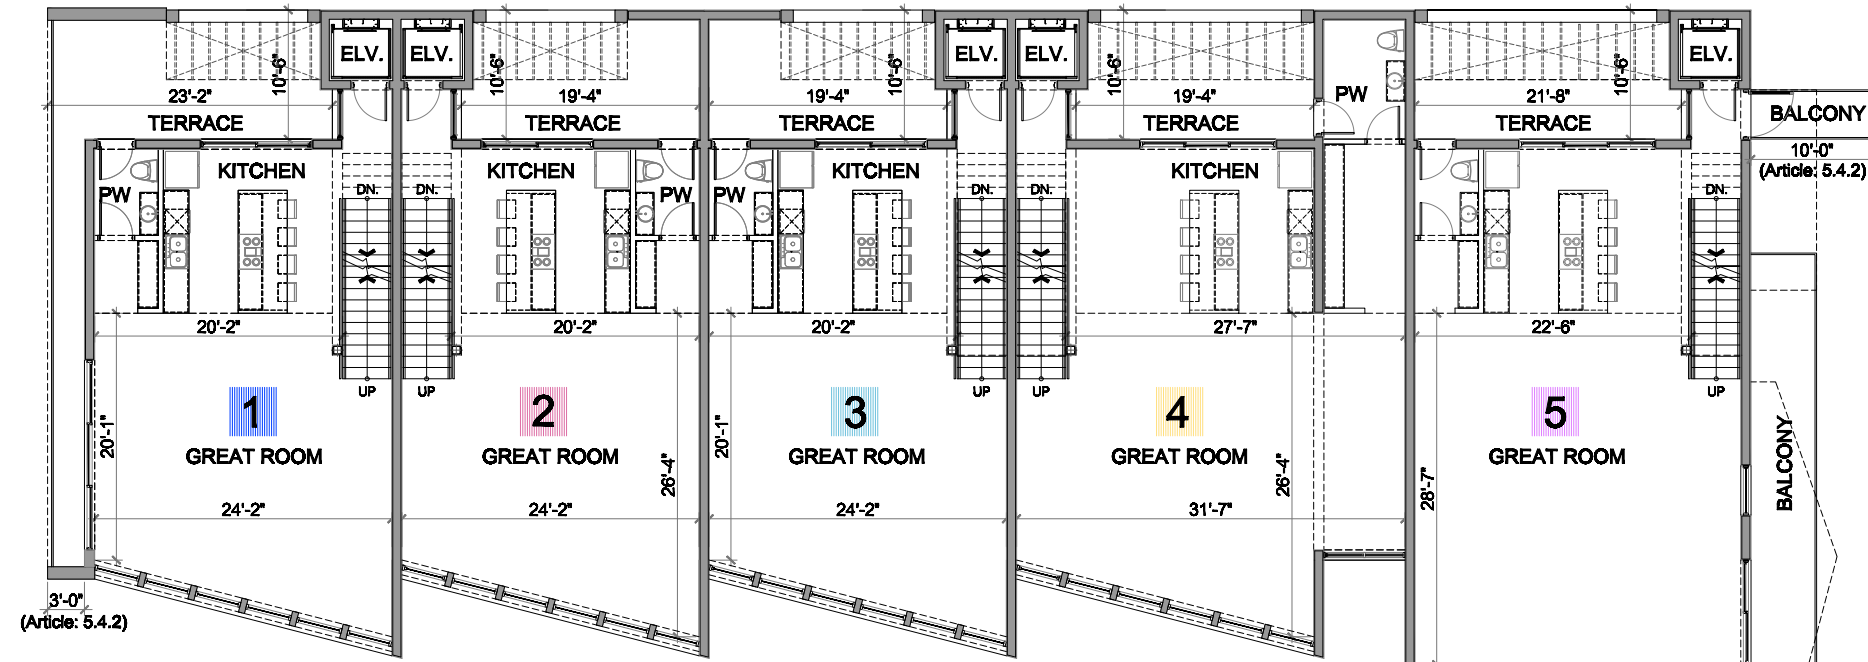 ELV. ELV. ELV. ELV. ELV.
10'-6" 10'-6" 10'-6" 10'-6" 10'-6"
23'-2" 19'-4" 19'-4" 19'-4" PW 21'-8"
TERRACE TERRACE TERRACE TERRACE TERRACE BALCONY
10'-0"
KITCHEN KITCHEN KITCHEN KITCHEN (Article: 5.4.2)
PW DN. DN. PW PW DN. DN. DN.
20'-2" 20'-2" 20'-2" 27'-7" 22'-6"
UP UP UP UP UP
1 2 3 4 5
20'-1" 20'-1" BALCONY
GREAT ROOM GREAT ROOM GREAT ROOM GREAT ROOM GREAT ROOM
26'-4" 26'-4" 28'-7"
24'-2" 24'-2" 24'-2" 31'-7"
3'-0"
(Article: 5.4.2)